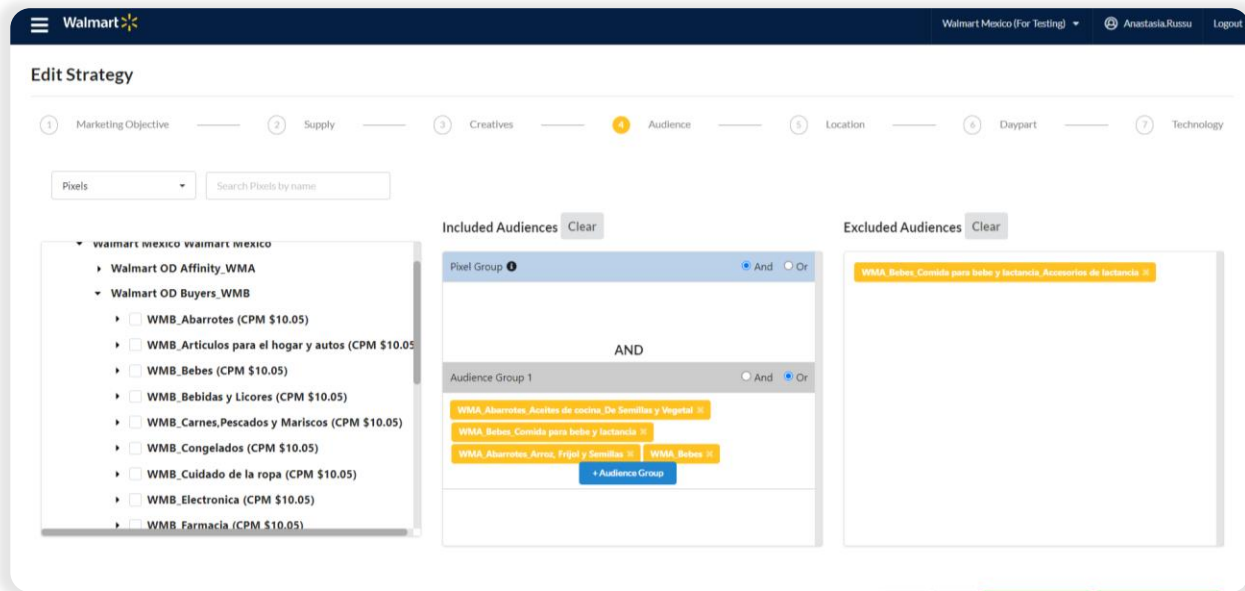 Walmart
Walmart Mexico (For Testing)
Anastasia.Russu
Logout
Edit Strategy
1 Marketing Objective
2 Supply
3 Creatives
4 Audience
5 Location
6 Daypart
7 Technology
Pixels
Search Pixels by name
Included Audiences Clear
Excluded Audiences Clear
Walmart Mexico Walmart Mexico
Walmart OD Affinity_WMA
Walmart OD Buyers_WMB
WMB_Abarrotes (CPM $10.05)
WMB_Articulos para el hogar y autos (CPM $10.05
WMB_Bebes (CPM $10.05)
WMB_Bebidas y Licores (CPM $10.05)
WMB_Carnes,Pescados y Mariscos (CPM $10.05)
WMB_Congelados (CPM $10.05)
WMB_Cuidado de la ropa (CPM $10.05)
WMB_Electronica (CPM $10.05)
WMB_Farmacia (CPM $10.05)
Pixel Group And Or
AND
Audience Group 1 And Or
WMA_Abarrotes_Aceites de cocina_De Semillas y Vegetal
WMA_Bebes_Comida para bebe y lactancia
WMA_Abarrotes_Arroz, Frijol y Semillas WMA_Bebes
+ Audience Group
WMA_Bebes_Comida para bebe y lactancia_Accesorios de lactancia